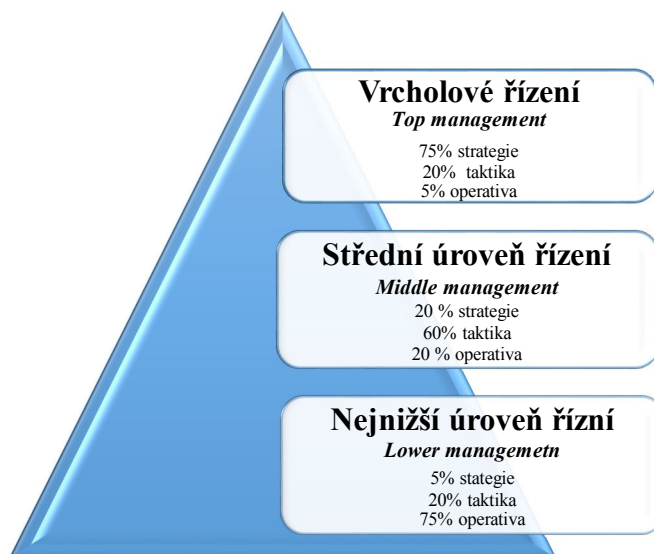 Vrcholové řízení
Top management
75% strategie
20% taktika
5% operativa
Střední úroveň řízení
Middle management
20 % strategie
60% taktika
20 % operativa
Nejnižší úroveň řízní
Lower managemetn
5% stategie
20% taktika
75% operativa